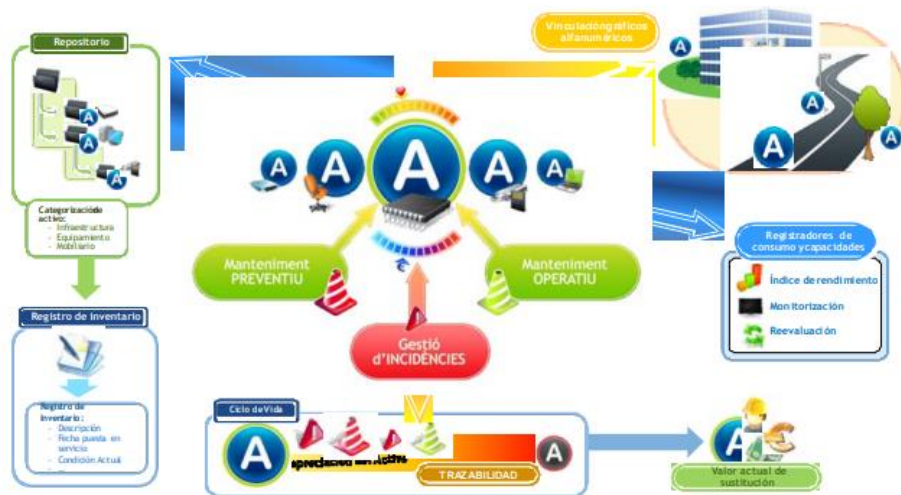 Repositorio
Categorización de
activo:
- Infraestructura
- Equipamiento
- Mobiliario
Registro de inventario
Registro de
inventario:
- Descripción
- Fecha puesta en
servicio
- Condición Actual
- ...
Vinculación gráficos
alfanuméricos
A
A
A
A
A
A
A
A
A
A
A
Manteniment
PREVENTIU
Manteniment
OPERATIU
Gestió
d'INCIDÈNCIES
Registradores de
consumo y capacidades
Índice de rendimiento
Monitorización
Reevaluación
Ciclo de Vida
A
A
TRAZABILIDAD
A
Valor actual de
sustitución